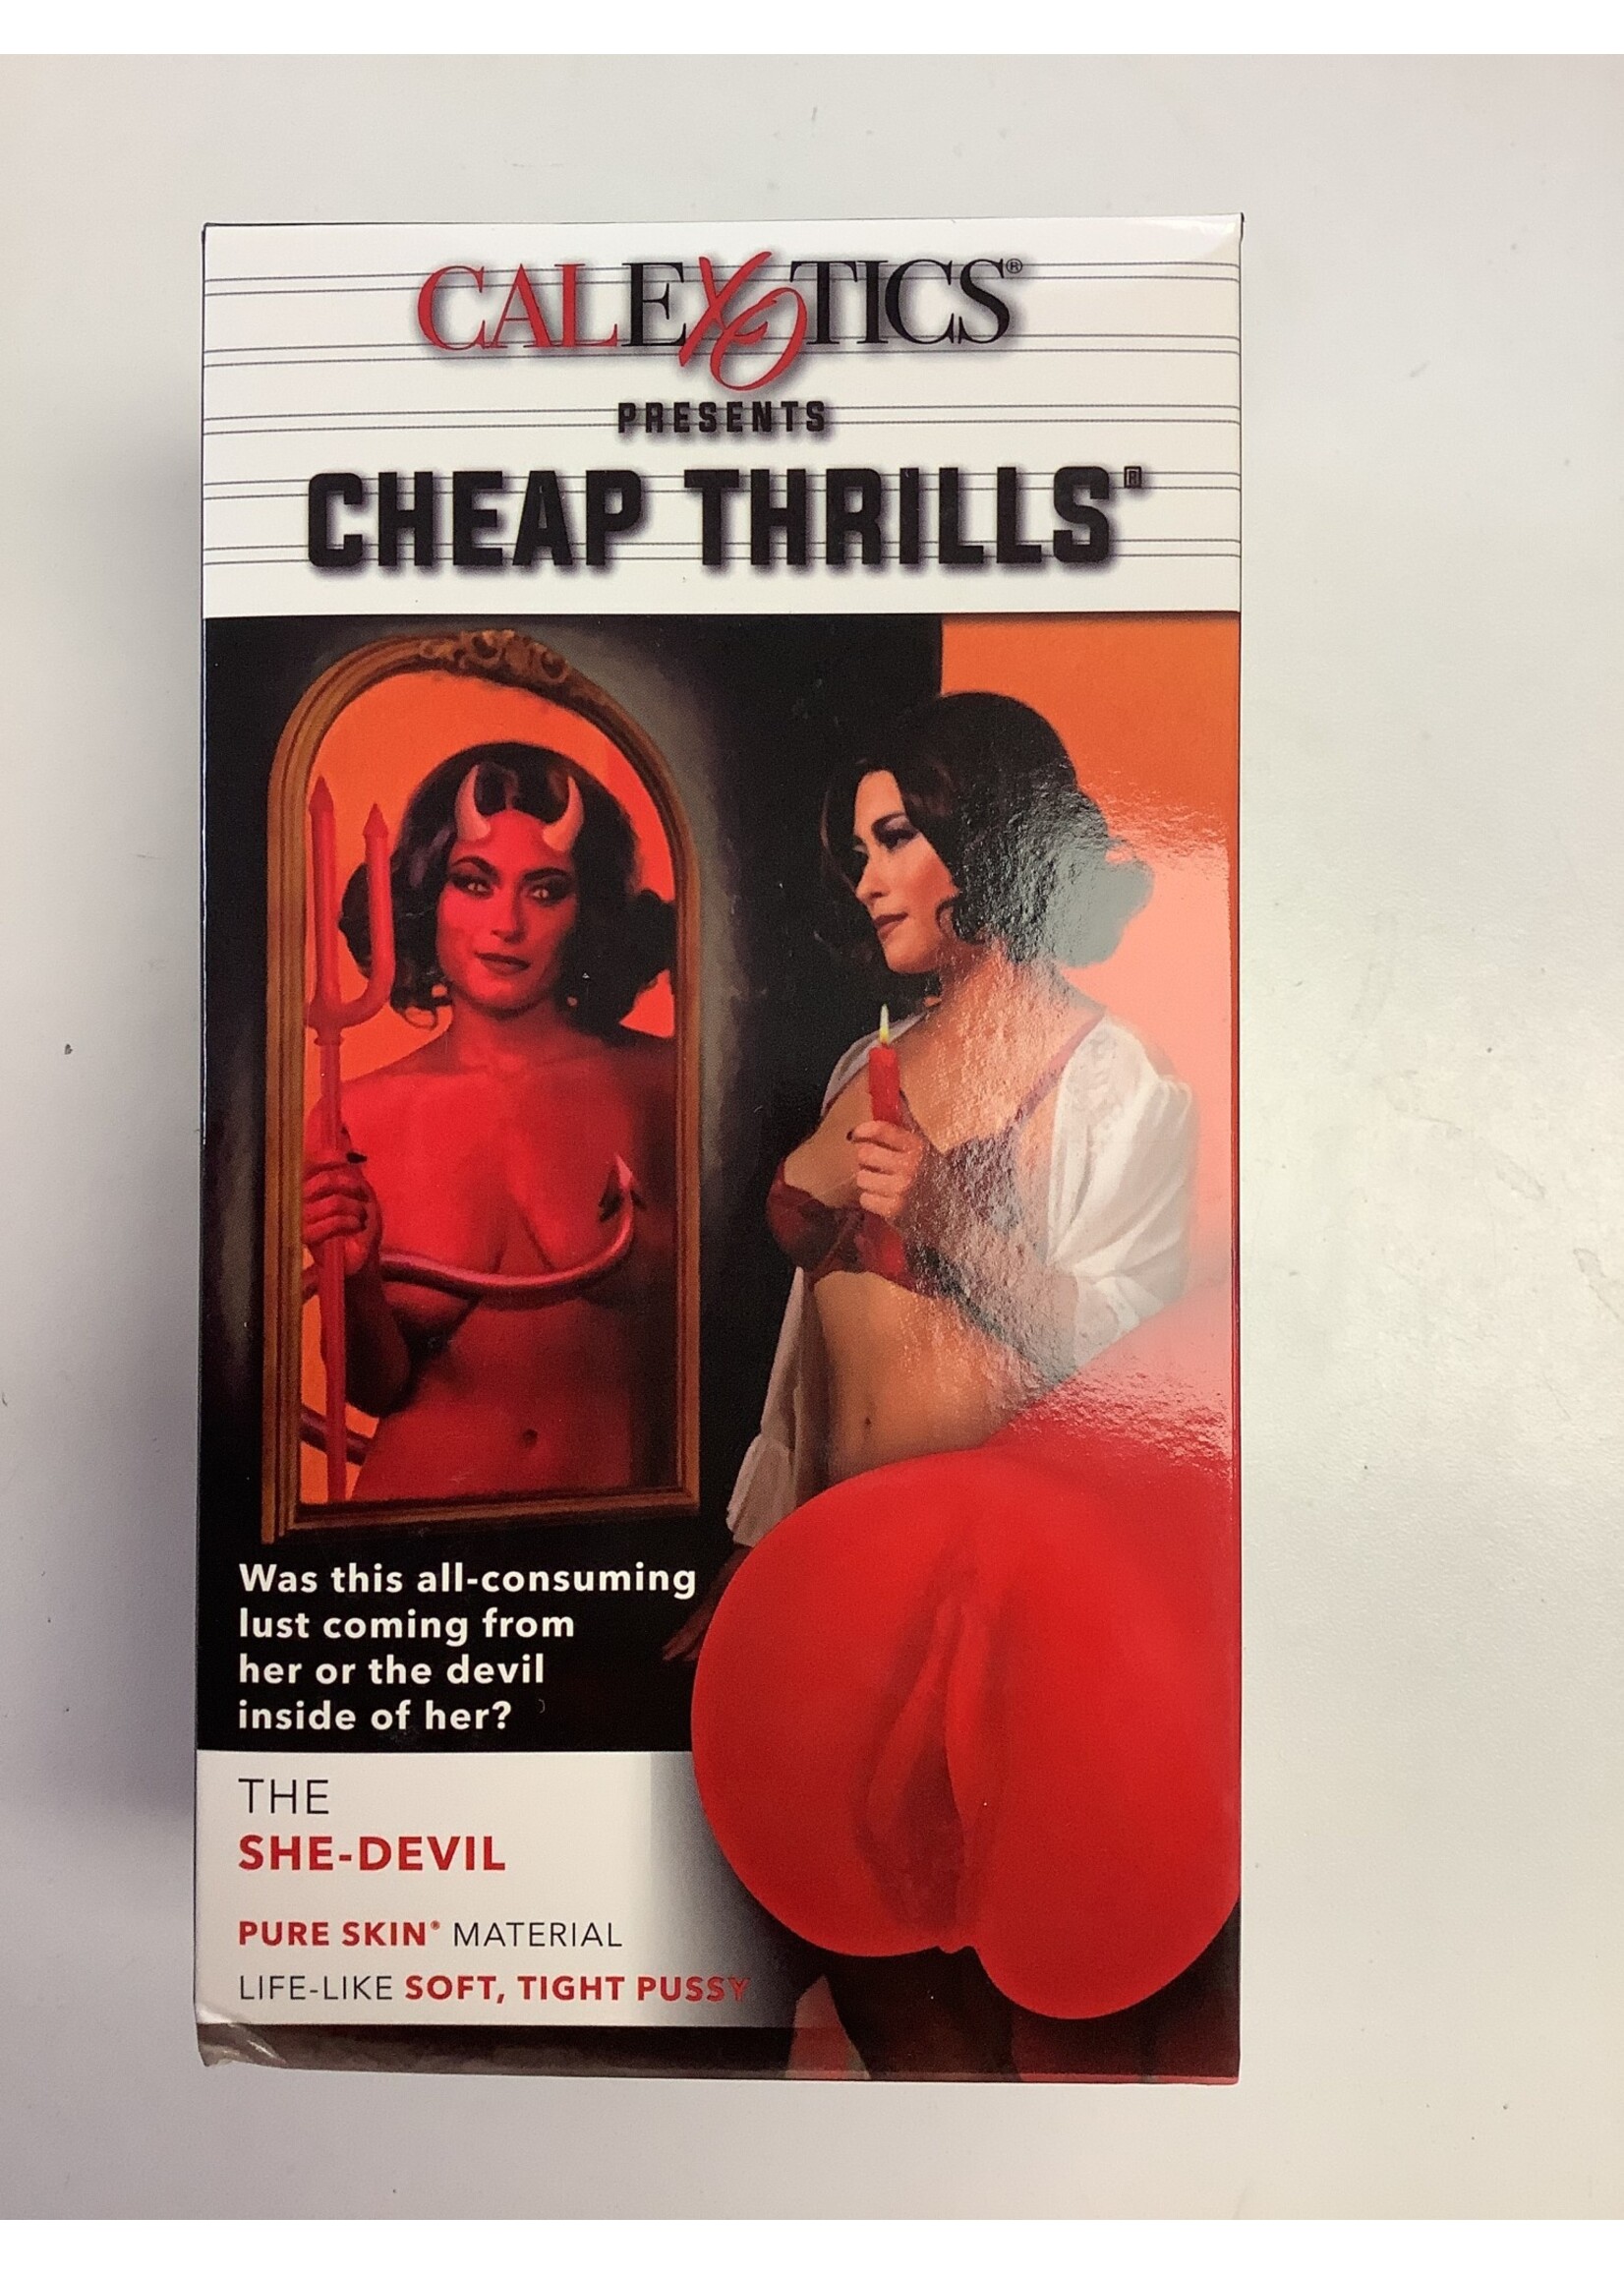 CALEXOTICS®
PRESENTS
CHEAP THRILLS®
Was this all-consuming
lust coming from
her or the devil
inside of her?
THE
SHE-DEVIL
PURE SKIN® MATERIAL
LIFE-LIKE SOFT, TIGHT PUSSY